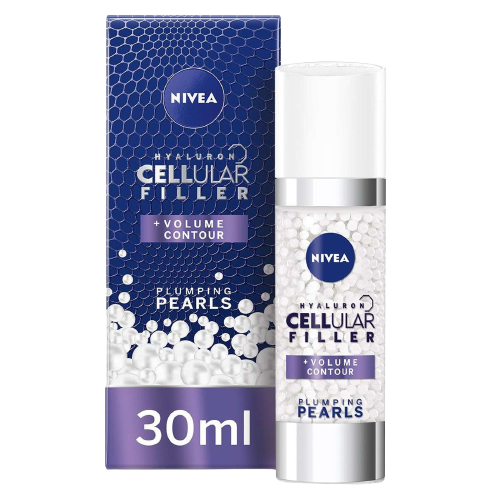 NIVEA
HYALURON
CELLULAR
FILLER
+ VOLUME
CONTOUR
PLUMPING
PEARLS
30ml
NIVEA
HYALURON
CELLULAR
FILLER
+ VOLUME
CONTOUR
PLUMPING
PEARLS